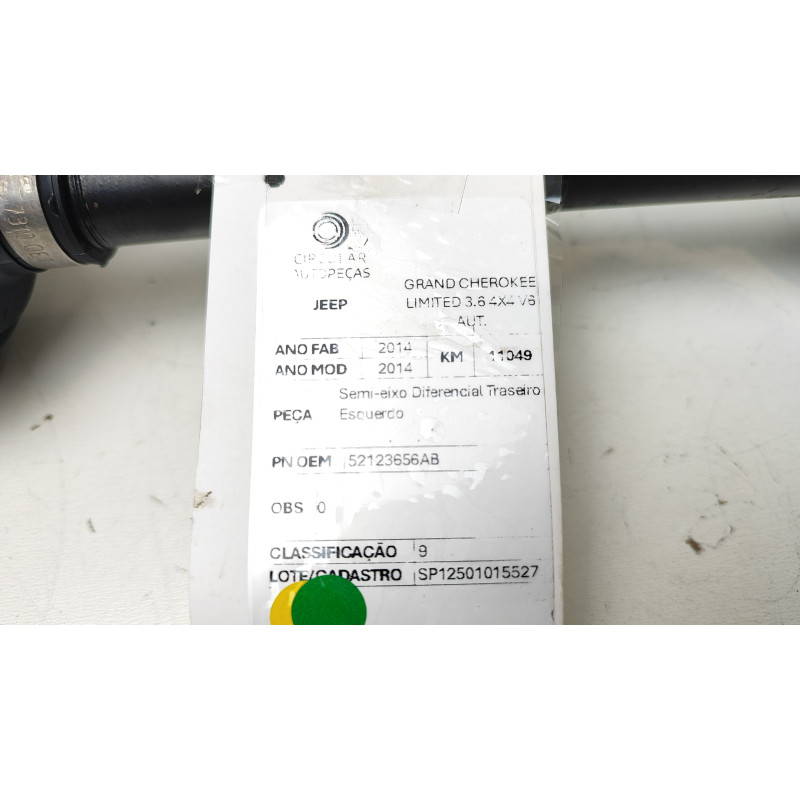 CIRCULAR
AUTOPEÇAS
JEEP
GRAND CHEROKEE
LIMITED 3.6 4X4 V6
AUT.
ANO FAB 2014
ANO MOD 2014
KM 11049
PEÇA Semi-eixo Diferencial Traseiro
Esquerdo
PN OEM 52123656AB
OBS 0
CLASSIFICAÇÃO 9
LOTE/CADASTRO SP12501015527